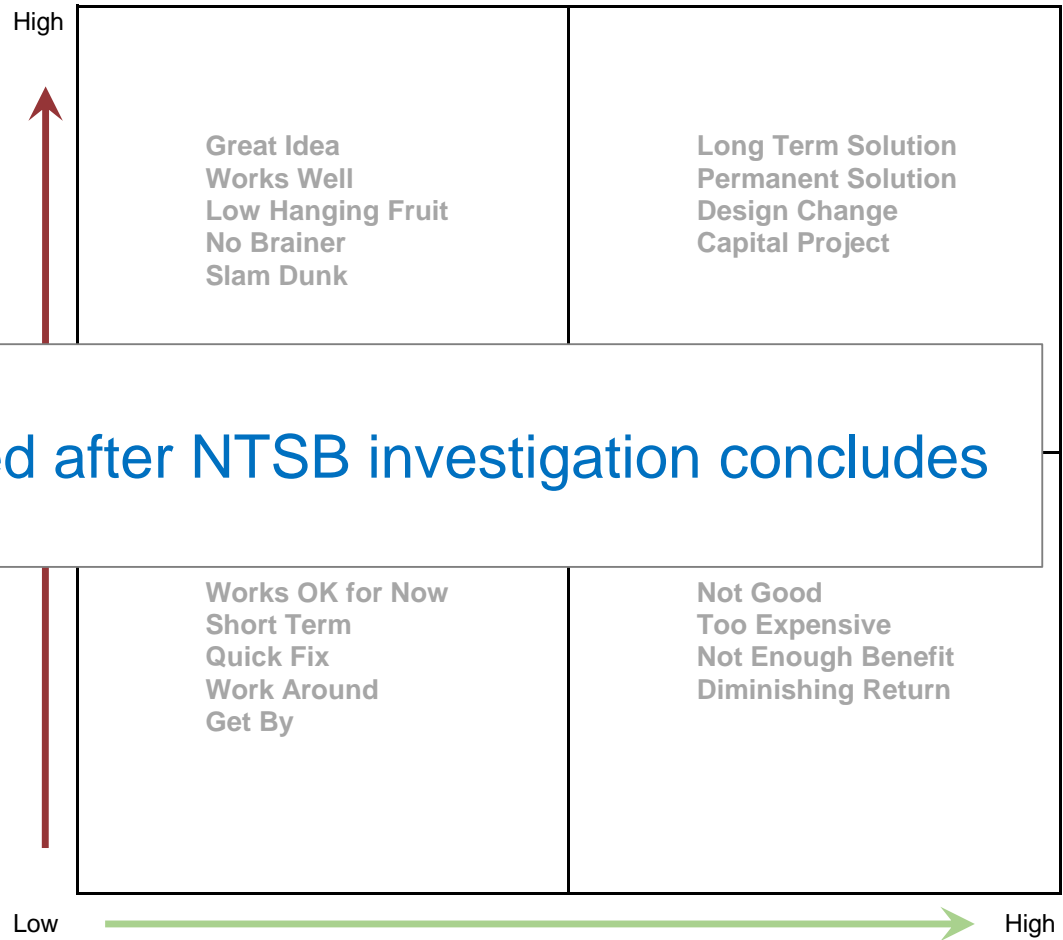 High
Great Idea
Works Well
Low Hanging Fruit
No Brainer
Slam Dunk
Long Term Solution
Permanent Solution
Design Change
Capital Project
after NTSB investigation concludes
Works OK for Now
Short Term
Quick Fix
Work Around
Get By
Not Good
Too Expensive
Not Enough Benefit
Diminishing Return
Low
High